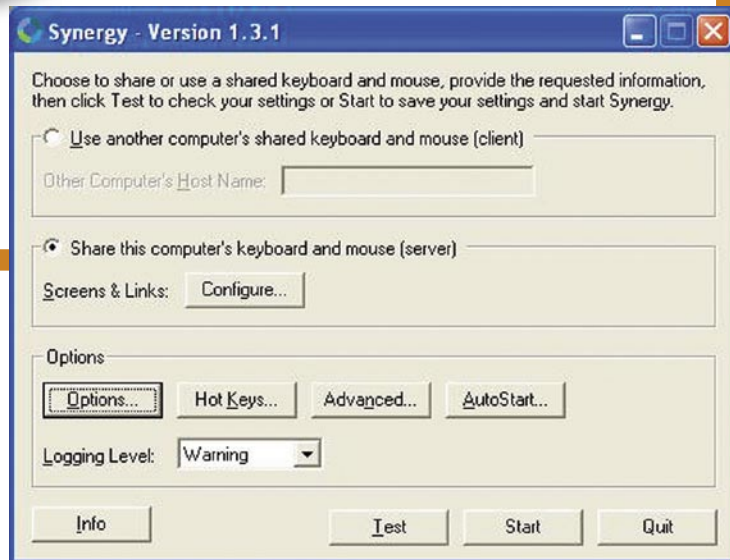 Synergy - Version 1.3.1
Choose to share or use a shared keyboard and mouse, provide the requested information,
then click Test to check your settings or Start to save your settings and start Synergy.
Use another computer's shared keyboard and mouse (client)
Other Computer's Host Name:
Share this computer's keyboard and mouse (server)
Screens & Links: Configure...
Options
Options... Hot Keys... Advanced... AutoStart...
Logging Level: Warning
Info Test Start Quit